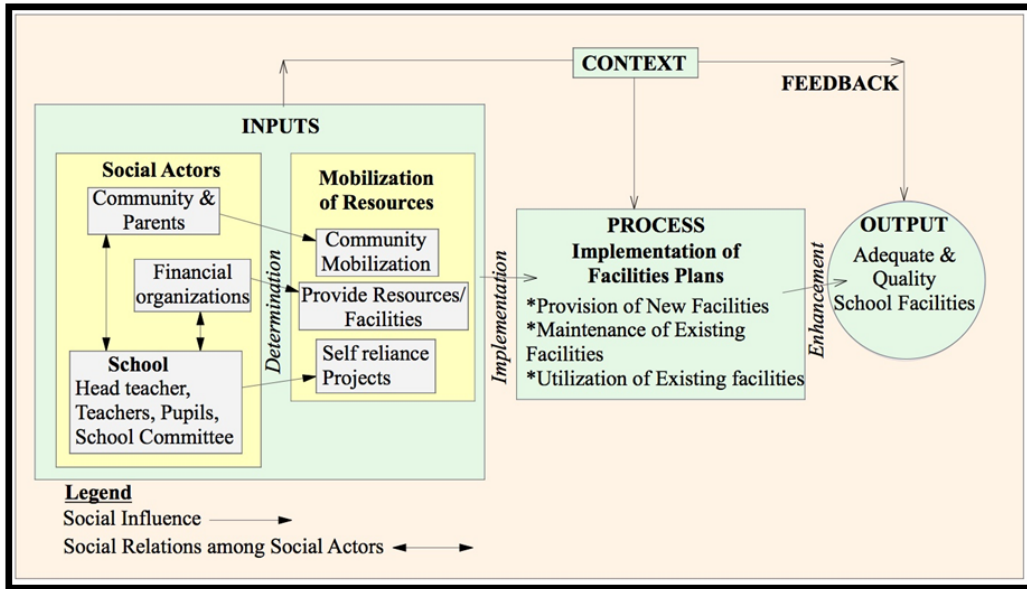 CONTEXT
FEEDBACK
INPUTS
Social Actors
Community &
Parents
Financial
organizations
School
Head teacher,
Teachers, Pupils,
School Committee
Determination
Mobilization
of Resources
Community
Mobilization
Provide Resources/
Facilities
Self reliance
Projects
Implementation
PROCESS
Implementation of
Facilities Plans
*Provision of New Facilities
*Maintenance of Existing
Facilities
*Utilization of Existing facilities
Enhancement
OUTPUT
Adequate &
Quality
School Facilities
Legend
Social Influence
Social Relations among Social Actors